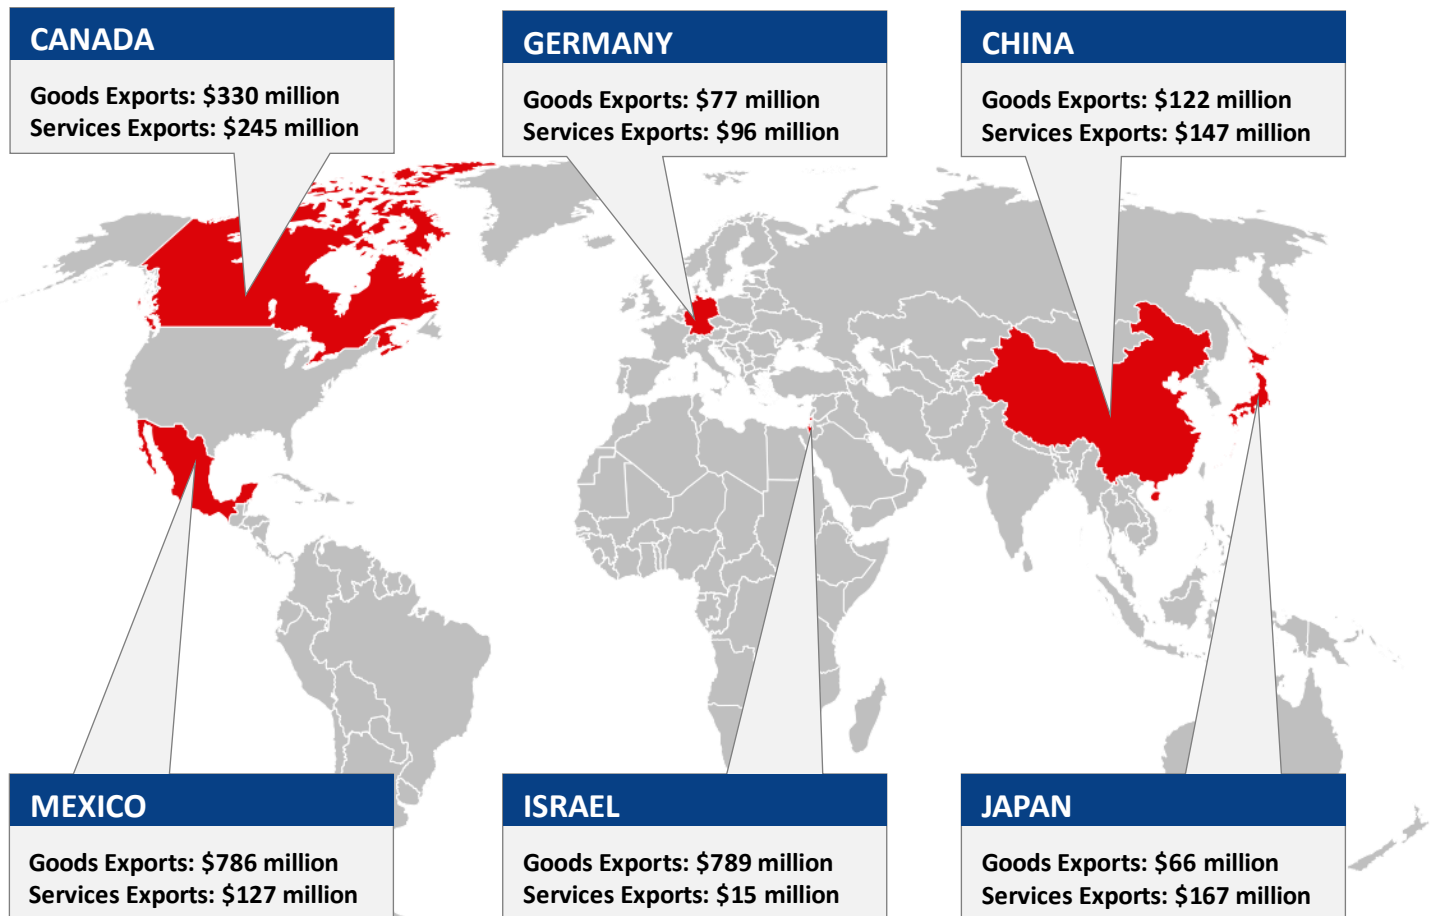 CANADA
Goods Exports: $330 million
Services Exports: $245 million
GERMANY
Goods Exports: $77 million
Services Exports: $96 million
CHINA
Goods Exports: $122 million
Services Exports: $147 million
MEXICO
Goods Exports: $786 million
Services Exports: $127 million
ISRAEL
Goods Exports: $789 million
Services Exports: $15 million
JAPAN
Goods Exports: $66 million
Services Exports: $167 million